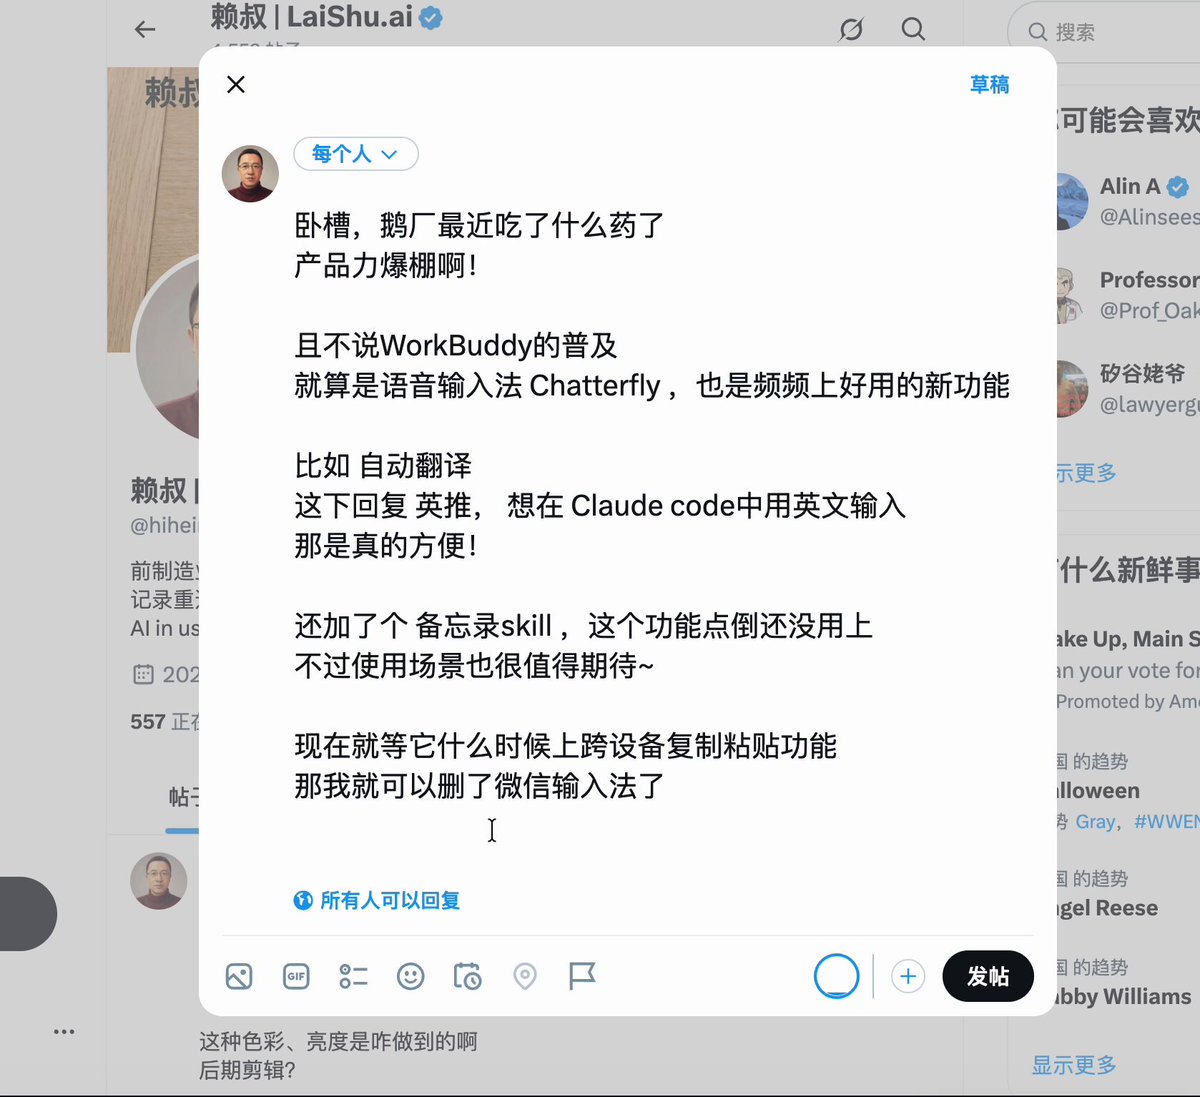 赖叔 | LaiShu.ai
搜索
赖叔
草稿
每个人
卧槽，鹅厂最近吃了什么药了
产品力爆棚啊！
且不说WorkBuddy的普及
就算是语音输入法 Chatterfly ，也是频频上好用的新功能
比如 自动翻译
这下回复 英推， 想在 Claude code中用英文输入
那是真的方便！
还加了个 备忘录skill ，这个功能点倒还没用上
不过使用场景也很值得期待~
现在就等它什么时候上跨设备复制粘贴功能
那我就可以删了微信输入法了
所有人可以回复
GIF
发帖
赖叔 |
@hihei
前制造
记录重
AI in us
202
557 正在
帖子
这种色彩、亮度是咋做到的啊
后期剪辑?
可能会喜欢
Alin A
@Alinsees
Professor
@Prof_Oak
矽谷姥爷
@lawyergu
示更多
什么新鲜事
ake Up, Main S
an your vote for
Promoted by Ame
国 的趋势
alloween
势 Gray, #WWEN
国 的趋势
ngel Reese
国 的趋势
abby Williams
显示更多